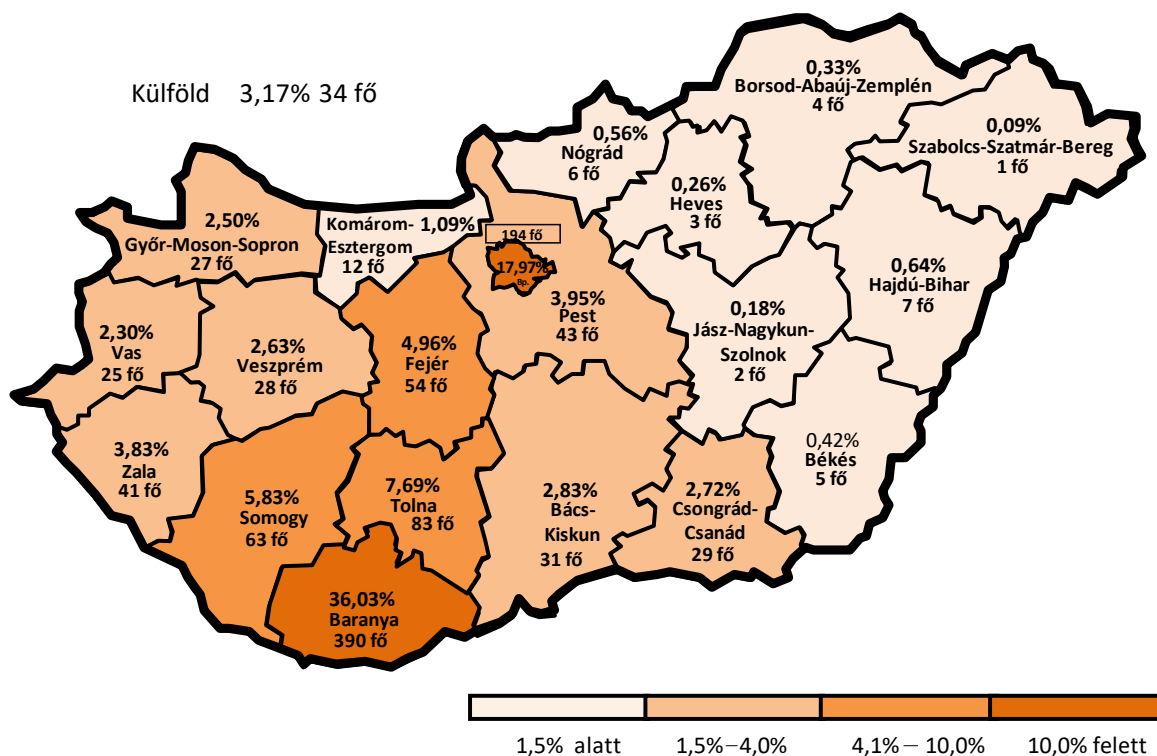 Külföld 3,17% 34 fő
0,33%
Borsod-Abaúj-Zemplén
4 fő
0,09%
Szabolcs-Szatmár-Bereg
1 fő
0,56%
Nógrád
6 fő
0,26%
Heves
3 fő
2,50%
Győr-Moson-Sopron
27 fő
Komárom- 1,09%
Esztergom
12 fő
194 fő
17,97%
Bp.
3,95%
Pest
43 fő
0,64%
Hajdú-Bihar
7 fő
0,18%
Jász-Nagykun-
Szolnok
2 fő
2,30%
Vas
25 fő
2,63%
Veszprém
28 fő
4,96%
Fejér
54 fő
3,83%
Zala
41 fő
5,83%
Somogy
63 fő
7,69%
Tolna
83 fő
2,83%
Bács-
Kiskun
31 fő
2,72%
Csongrád-
Csanád
29 fő
0,42%
Békés
5 fő
36,03%
Baranya
390 fő
1,5% alatt 1,5%–4,0% 4,1% – 10,0% 10,0% felett